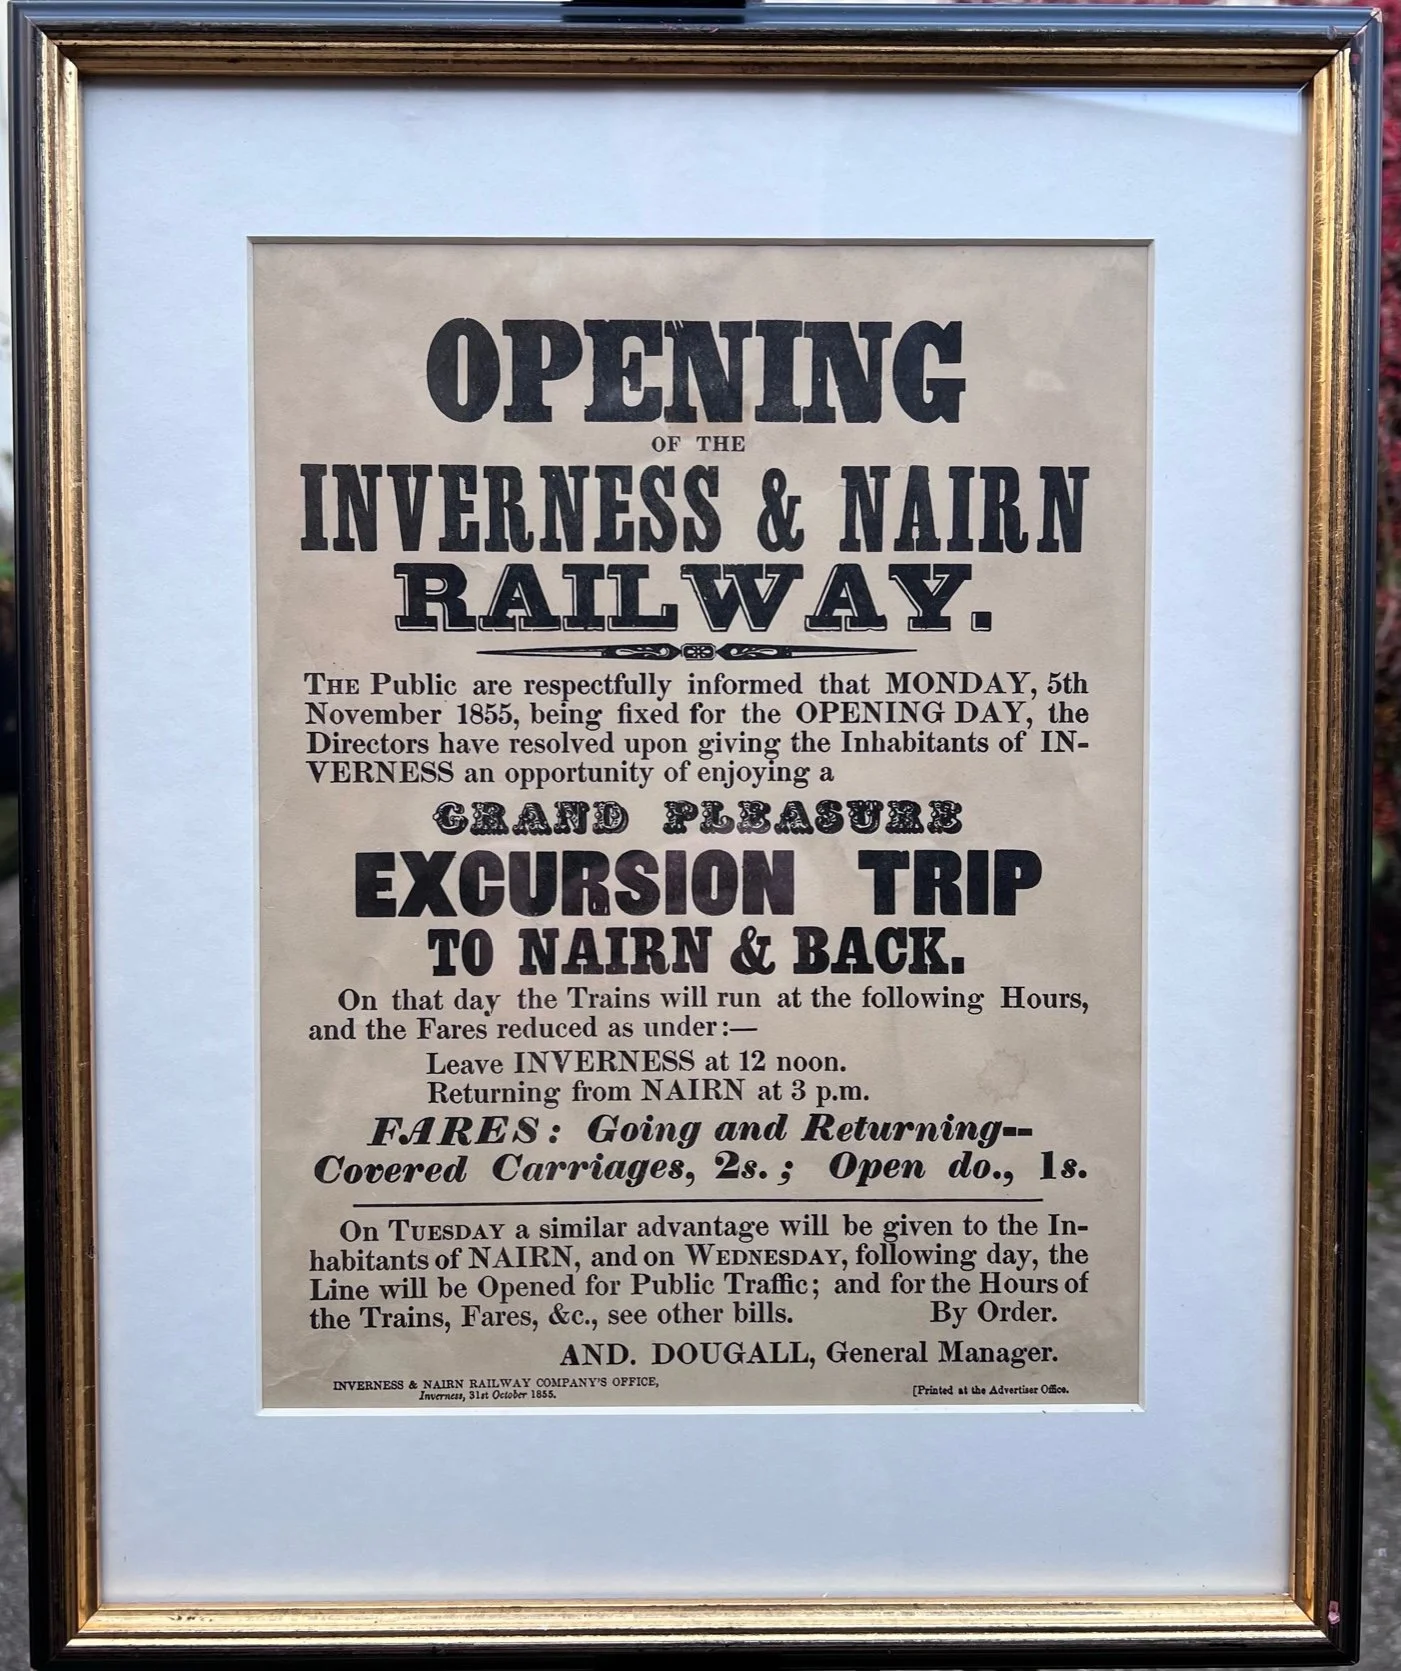 OPENING
OF THE
INVERNESS & NAIRN
RAILWAY.
THE Public are respectfully informed that MONDAY, 5th
November 1855, being fixed for the OPENING DAY, the
Directors have resolved upon giving the Inhabitants of IN-
VERNESS an opportunity of enjoying a
GRAND PLEASURE
EXCURSION TRIP
TO NAIRN & BACK.
On that day the Trains will run at the following Hours,
and the Fares reduced as under:—
Leave INVERNESS at 12 noon.
Returning from NAIRN at 3 p.m.
FARES: Going and Returning--
Covered Carriages, 2s.; Open do., 1s.
On TUESDAY a similar advantage will be given to the In-
habitants of NAIRN, and on WEDNESDAY, following day, the
Line will be Opened for Public Traffic; and for the Hours of
the Trains, Fares, &c., see other bills. By Order.
AND. DOUGALL, General Manager.
INVERNESS & NAIRN RAILWAY COMPANY'S OFFICE,
Inverness, 31st October 1855.
[Printed at the Advertiser Office.